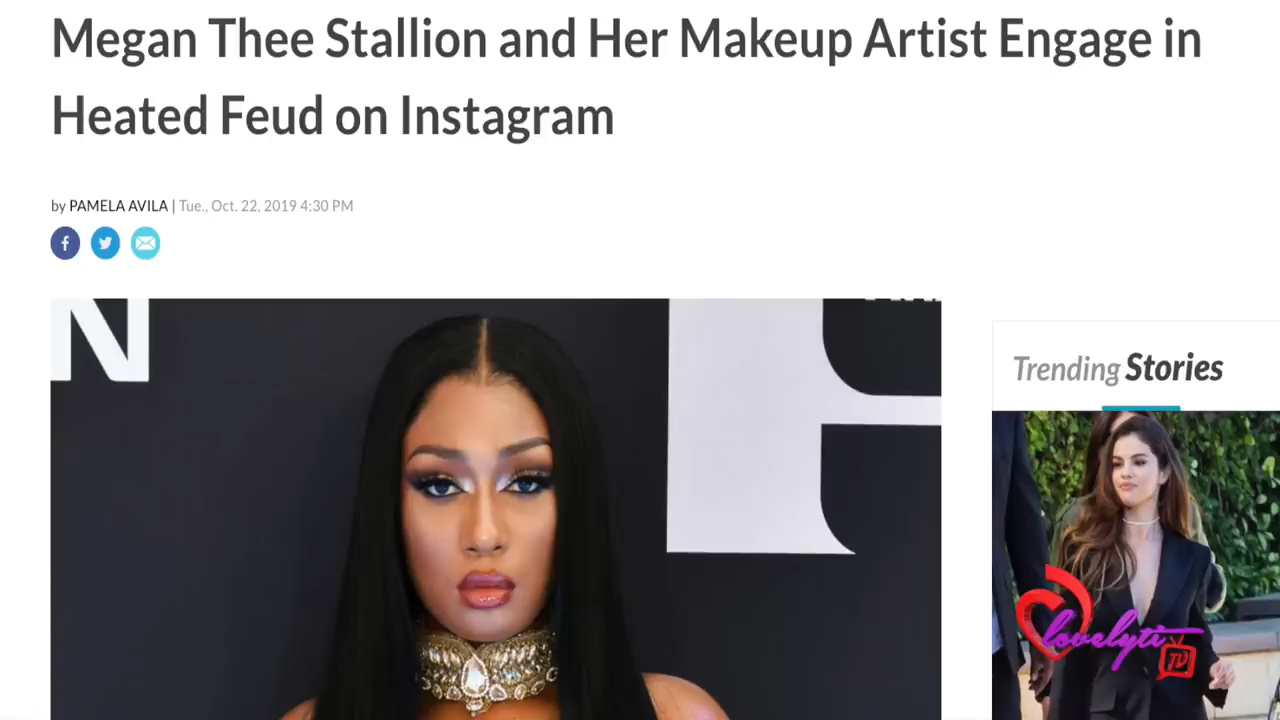 Megan Thee Stallion and Her Makeup Artist Engage in
Heated Feud on Instagram
by PAMELA AVILA | Tue., Oct. 22, 2019 4:30 PM
N
Trending Stories
Lovelyti
TV